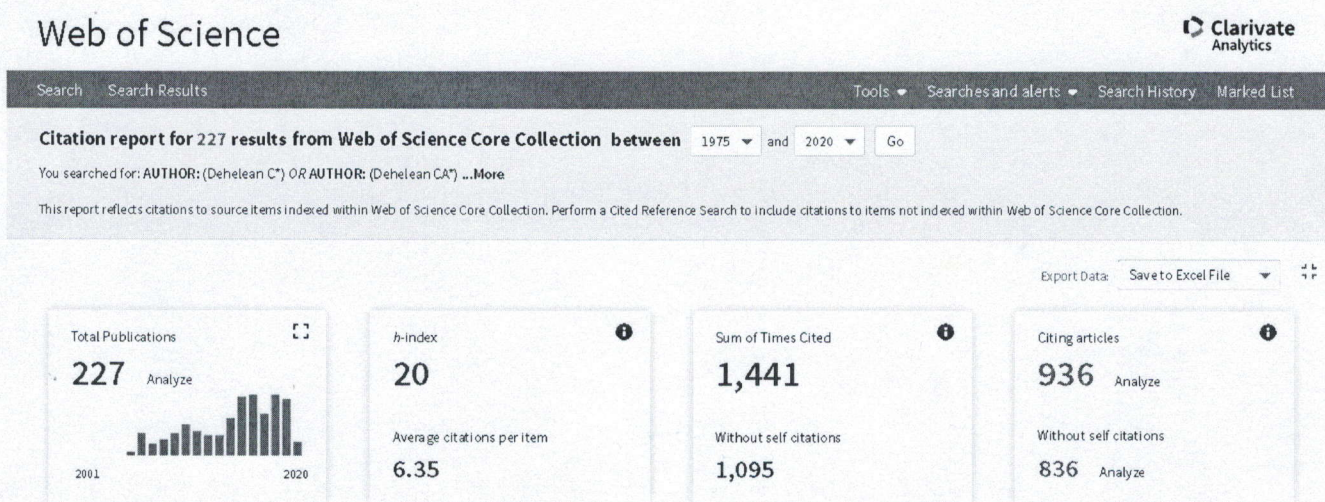 Web of Science
Clarivate
Analytics
Search Search Results Tools Searches and alerts Search History Marked List
Citation report for 227 results from Web of Science Core Collection between 1975 and 2020 Go
You searched for: AUTHOR: (Dehelean C*) OR AUTHOR: (Dehelean CA*) ...More
This report reflects citations to source items indexed within Web of Science Core Collection. Perform a Cited Reference Search to include citations to items not indexed within Web of Science Core Collection.
Export Data: Save to Excel File
Total Publications
227 Analyze
2001 2020
h-index
20
Average citations per item
6.35
Sum of Times Cited
1,441
Without self citations
1,095
Citing articles
936 Analyze
Without self citations
836 Analyze